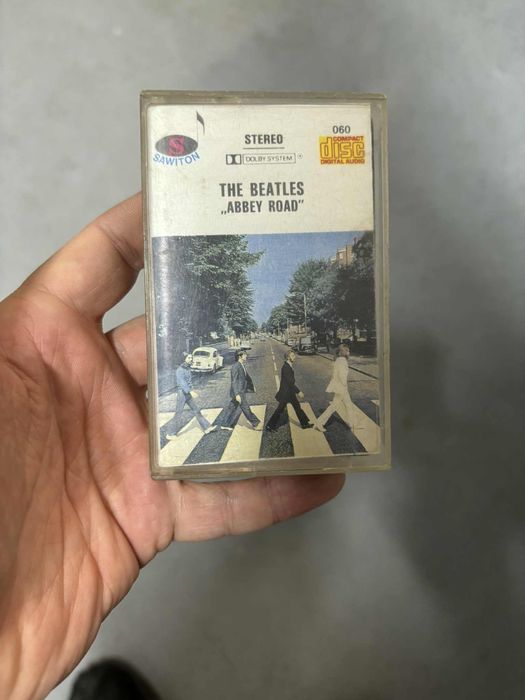 S
SAWITON
STEREO
DOLBY SYSTEM ®
060
COMPACT
disc
DIGITAL AUDIO
THE BEATLES
„ABBEY ROAD”